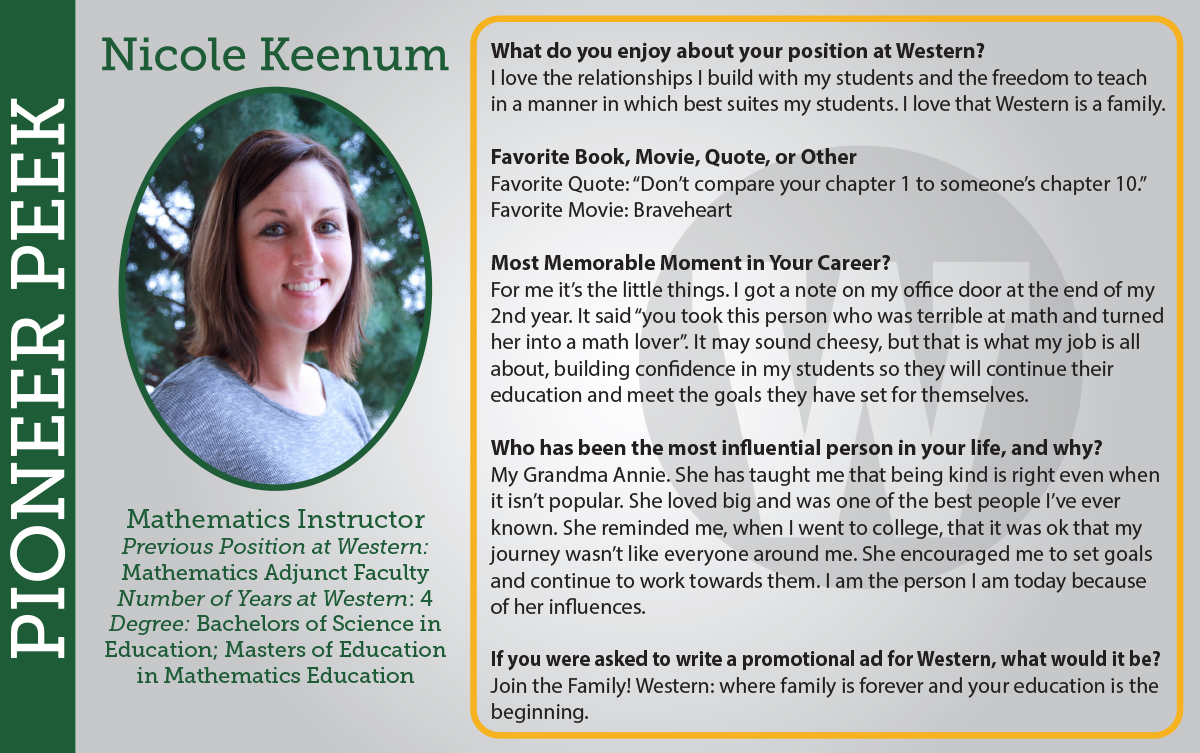 PIONEER PEEK
Nicole Keenum
Mathematics Instructor
Previous Position at Western:
Mathematics Adjunct Faculty
Number of Years at Western: 4
Degree: Bachelors of Science in
Education; Masters of Education
in Mathematics Education
What do you enjoy about your position at Western?
I love the relationships I build with my students and the freedom to teach
in a manner in which best suites my students. I love that Western is a family.
Favorite Book, Movie, Quote, or Other
Favorite Quote: “Don’t compare your chapter 1 to someone’s chapter 10.”
Favorite Movie: Braveheart
Most Memorable Moment in Your Career?
For me it’s the little things. I got a note on my office door at the end of my
2nd year. It said “you took this person who was terrible at math and turned
her into a math lover”. It may sound cheesy, but that is what my job is all
about, building confidence in my students so they will continue their
education and meet the goals they have set for themselves.
Who has been the most influential person in your life, and why?
My Grandma Annie. She has taught me that being kind is right even when
it isn’t popular. She loved big and was one of the best people I’ve ever
known. She reminded me, when I went to college, that it was ok that my
journey wasn’t like everyone around me. She encouraged me to set goals
and continue to work towards them. I am the person I am today because
of her influences.
If you were asked to write a promotional ad for Western, what would it be?
Join the Family! Western: where family is forever and your education is the
beginning.
W